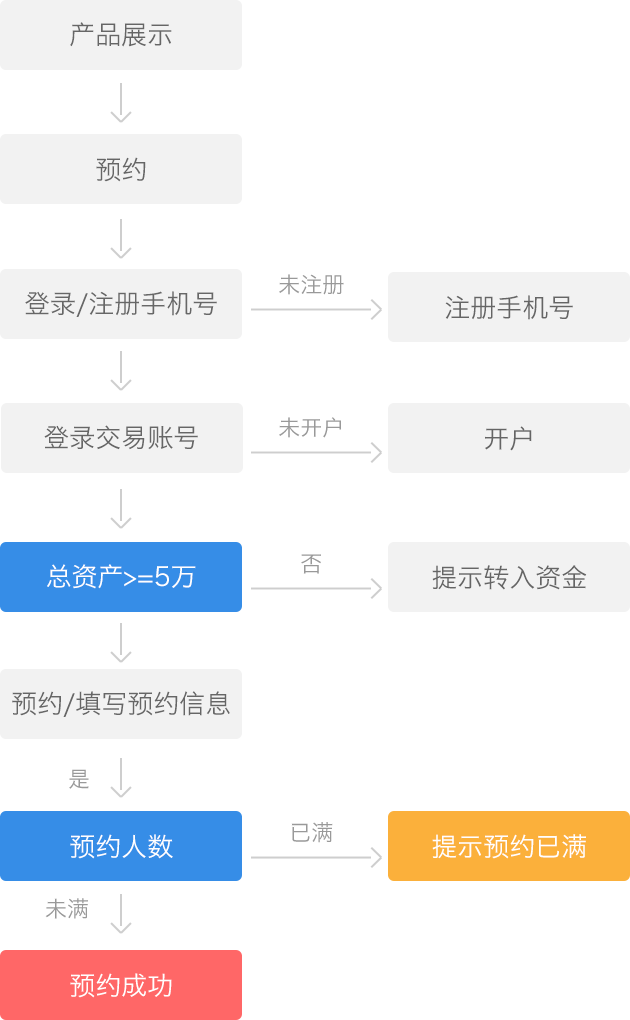 产品展示
预约
登录/注册手机号
未注册
注册手机号
登录交易账号
未开户
开户
总资产>=5万
否
提示转入资金
预约/填写预约信息
是
预约人数
已满
提示预约已满
未满
预约成功